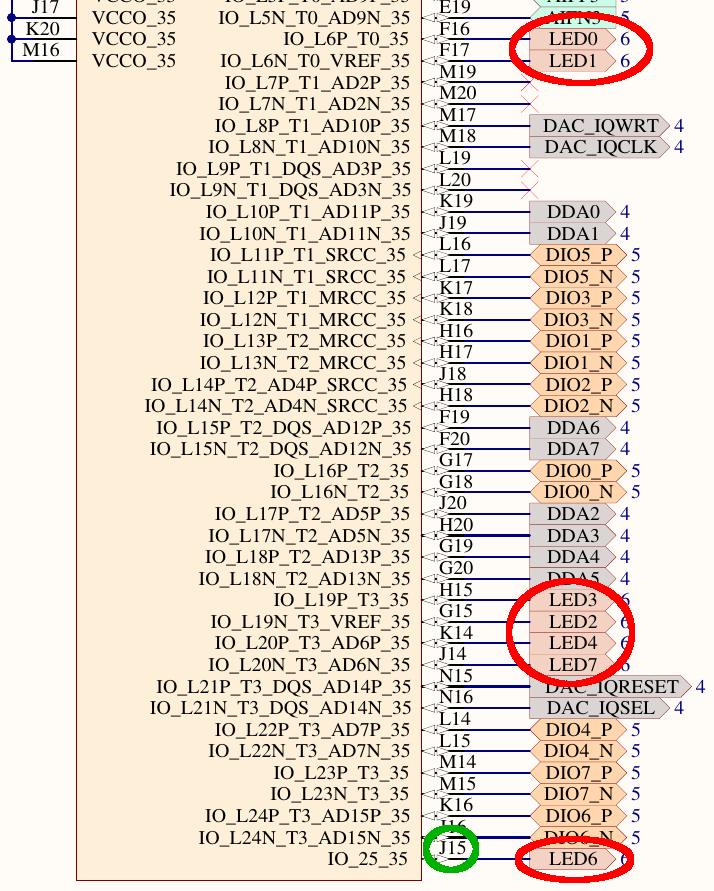 J17 VCCO_35 IO_L5N_T0_AD9N_35 E19 AIFN3 5
K20 VCCO_35 IO_L6P_T0_35 F16 LED0 6
M16 VCCO_35 IO_L6N_T0_VREF_35 F17 LED1 6
IO_L7P_T1_AD2P_35 M19
IO_L7N_T1_AD2N_35 M20
IO_L8P_T1_AD10P_35 M17 DAC_IQWRT 4
IO_L8N_T1_AD10N_35 M18 DAC_IQCLK 4
IO_L9P_T1_DQS_AD3P_35 L19
IO_L9N_T1_DQS_AD3N_35 L20
IO_L10P_T1_AD11P_35 K19 DDA0 4
IO_L10N_T1_AD11N_35 J19 DDA1 4
IO_L11P_T1_SRCC_35 L16 DIO5_P 5
IO_L11N_T1_SRCC_35 L17 DIO5_N 5
IO_L12P_T1_MRCC_35 K17 DIO3_P 5
IO_L12N_T1_MRCC_35 K18 DIO3_N 5
IO_L13P_T2_MRCC_35 H16 DIO1_P 5
IO_L13N_T2_MRCC_35 H17 DIO1_N 5
IO_L14P_T2_AD4P_SRCC_35 J18 DIO2_P 5
IO_L14N_T2_AD4N_SRCC_35 H18 DIO2_N 5
IO_L15P_T2_DQS_AD12P_35 F19 DDA6 4
IO_L15N_T2_DQS_AD12N_35 F20 DDA7 4
IO_L16P_T2_35 G17 DIO0_P 5
IO_L16N_T2_35 G18 DIO0_N 5
IO_L17P_T2_AD5P_35 J20 DDA2 4
IO_L17N_T2_AD5N_35 H20 DDA3 4
IO_L18P_T2_AD13P_35 G19 DDA4 4
IO_L18N_T2_AD13N_35 G20 DDA5 4
IO_L19P_T3_35 H15 LED3 6
IO_L19N_T3_VREF_35 G15 LED2 6
IO_L20P_T3_AD6P_35 K14 LED4 6
IO_L20N_T3_AD6N_35 J14 LED7 6
IO_L21P_T3_DQS_AD14P_35 N15 DAC_IQRESET 4
IO_L21N_T3_DQS_AD14N_35 N16 DAC_IQSEL 4
IO_L22P_T3_AD7P_35 L14 DIO4_P 5
IO_L22N_T3_AD7N_35 L15 DIO4_N 5
IO_L23P_T3_35 M14 DIO7_P 5
IO_L23N_T3_35 M15 DIO7_N 5
IO_L24P_T3_AD15P_35 K16 DIO6_P 5
IO_L24N_T3_AD15N_35 J16 DIO6_N 5
IO_25_35 J15 LED6 6